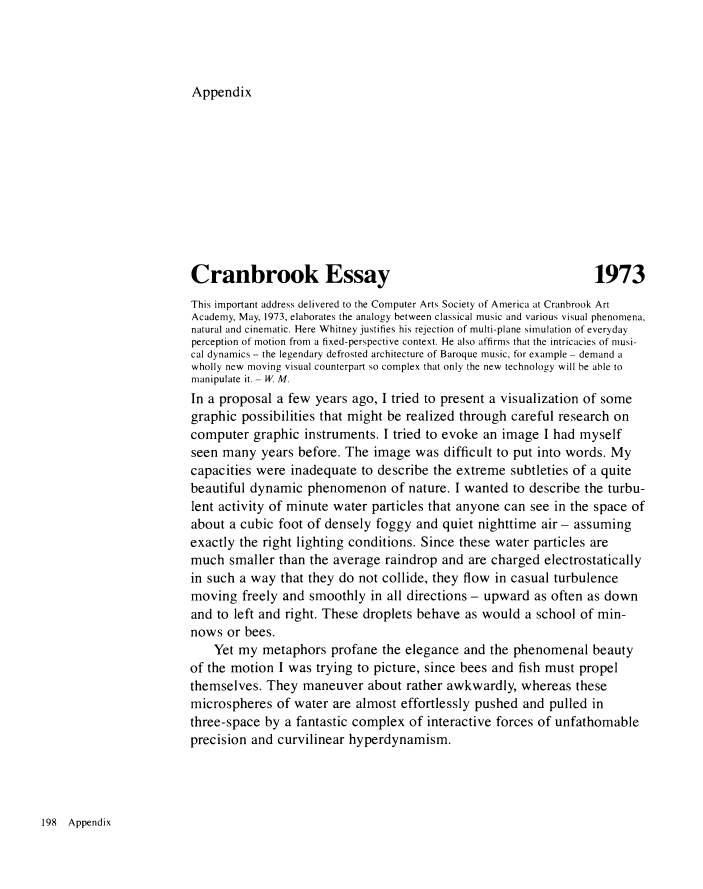 Appendix
Cranbrook Essay 1973
This important address delivered to the Computer Arts Society of America at Cranbrook Art
Academy, May, 1973, elaborates the analogy between classical music and various visual phenomena,
natural and cinematic. Here Whitney justifies his rejection of multi-plane simulation of everyday
perception of motion from a fixed-perspective context. He also affirms that the intricacies of musi-
cal dynamics – the legendary defrosted architecture of Baroque music, for example – demand a
wholly new moving visual counterpart so complex that only the new technology will be able to
manipulate it. – W. M.
In a proposal a few years ago, I tried to present a visualization of some
graphic possibilities that might be realized through careful research on
computer graphic instruments. I tried to evoke an image I had myself
seen many years before. The image was difficult to put into words. My
capacities were inadequate to describe the extreme subtleties of a quite
beautiful dynamic phenomenon of nature. I wanted to describe the turbu-
lent activity of minute water particles that anyone can see in the space of
about a cubic foot of densely foggy and quiet nighttime air – assuming
exactly the right lighting conditions. Since these water particles are
much smaller than the average raindrop and are charged electrostatically
in such a way that they do not collide, they flow in casual turbulence
moving freely and smoothly in all directions – upward as often as down
and to left and right. These droplets behave as would a school of min-
nows or bees.
Yet my metaphors profane the elegance and the phenomenal beauty
of the motion I was trying to picture, since bees and fish must propel
themselves. They maneuver about rather awkwardly, whereas these
microspheres of water are almost effortlessly pushed and pulled in
three-space by a fantastic complex of interactive forces of unfathomable
precision and curvilinear hyperdynamism.
198 Appendix